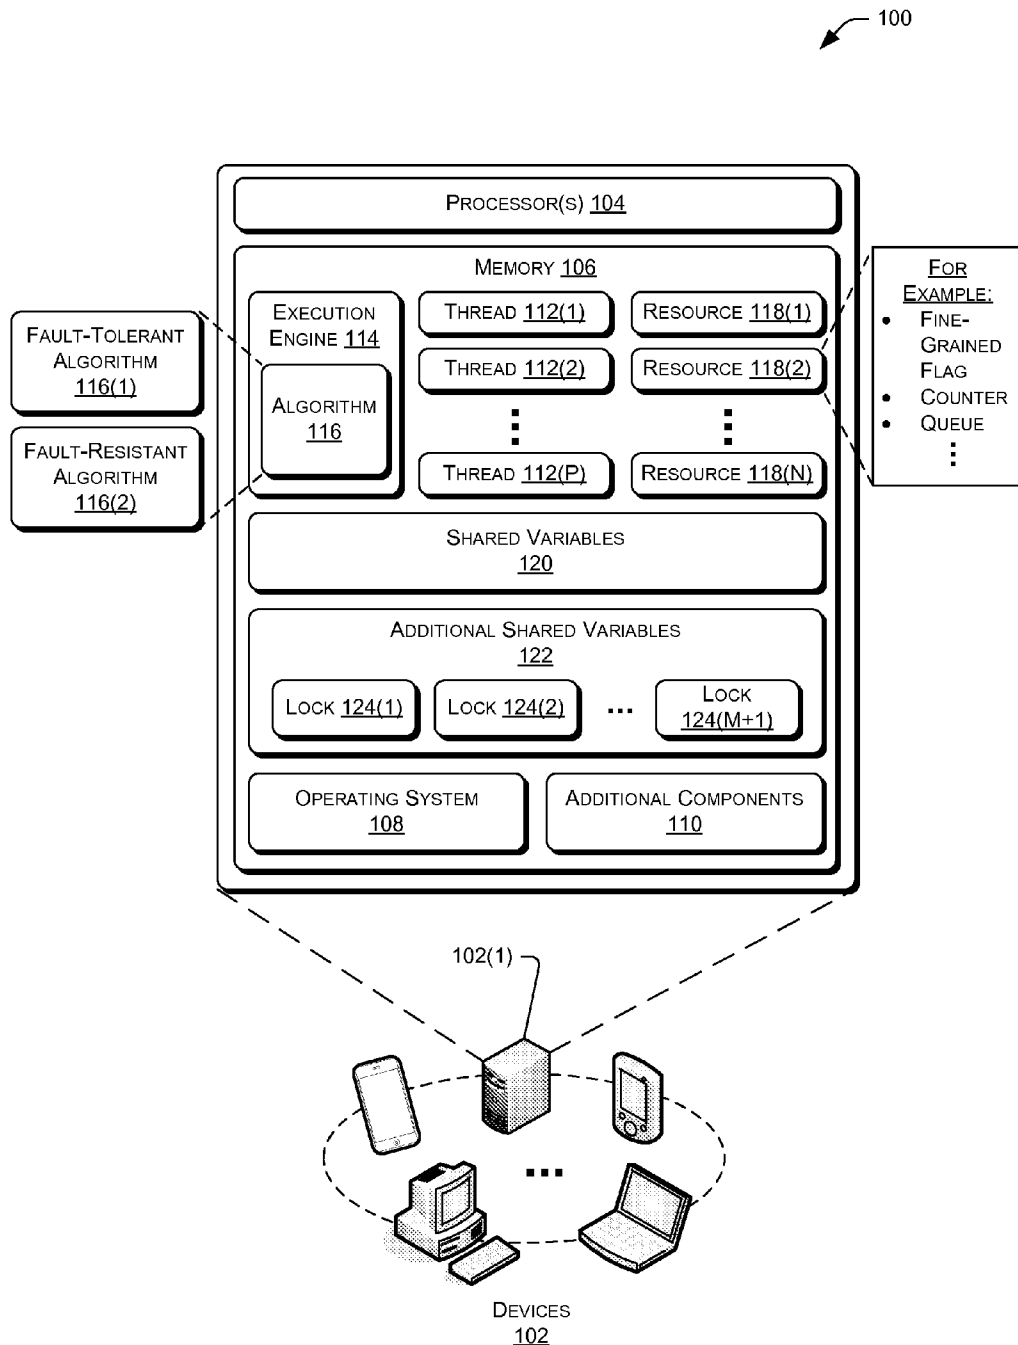 100
PROCESSOR(S) 104
MEMORY 106
EXECUTION
ENGINE 114
ALGORITHM
116
THREAD 112(1)
THREAD 112(2)
THREAD 112(P)
RESOURCE 118(1)
RESOURCE 118(2)
RESOURCE 118(N)
FOR
EXAMPLE:
• FINE-
GRAINED
FLAG
• COUNTER
• QUEUE
FAULT-TOLERANT
ALGORITHM
116(1)
FAULT-RESISTANT
ALGORITHM
116(2)
SHARED VARIABLES
120
ADDITIONAL SHARED VARIABLES
122
LOCK 124(1)
LOCK 124(2)
...
LOCK
124(M+1)
OPERATING SYSTEM
108
ADDITIONAL COMPONENTS
110
102(1)
...
DEVICES
102